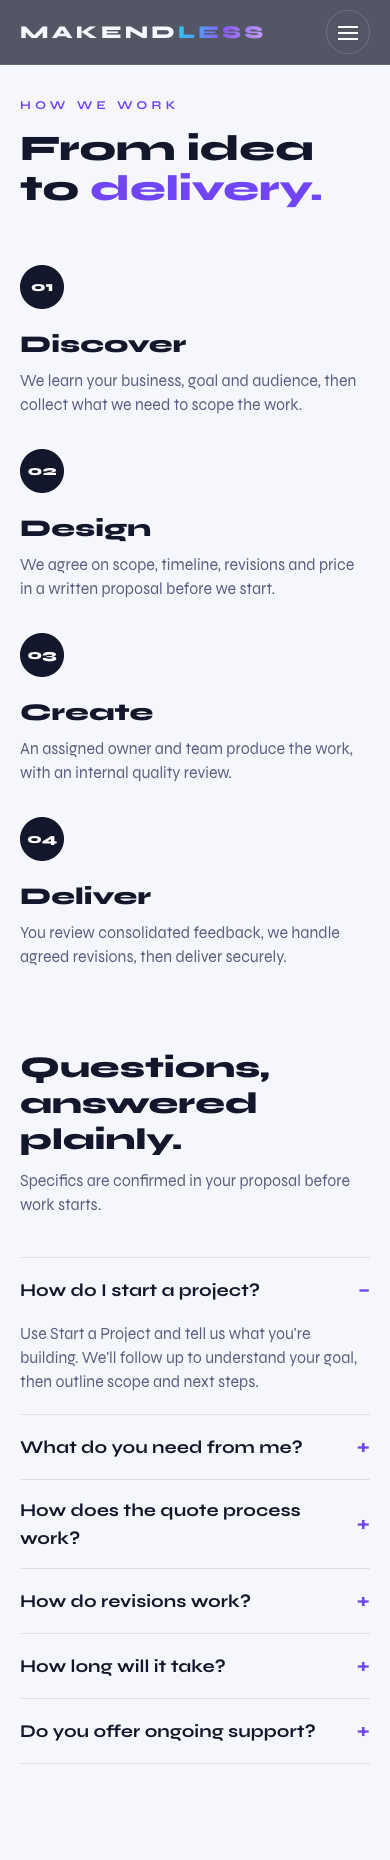 MAKENDLESS
HOW WE WORK
From idea
to delivery.
01
Discover
We learn your business, goal and audience, then
collect what we need to scope the work.
02
Design
We agree on scope, timeline, revisions and price
in a written proposal before we start.
03
Create
An assigned owner and team produce the work,
with an internal quality review.
04
Deliver
You review consolidated feedback, we handle
agreed revisions, then deliver securely.
Questions,
answered
plainly.
Specifics are confirmed in your proposal before
work starts.
How do I start a project? −
Use Start a Project and tell us what you're
building. We'll follow up to understand your goal,
then outline scope and next steps.
What do you need from me? +
How does the quote process
work? +
How do revisions work? +
How long will it take? +
Do you offer ongoing support? +